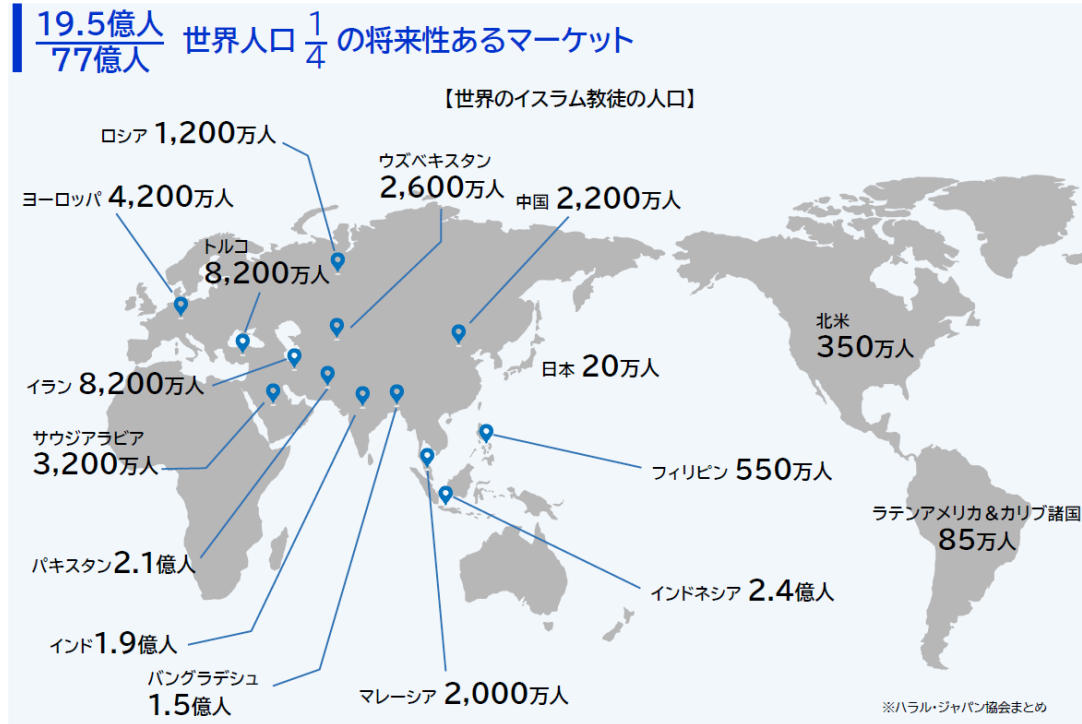 19.5億人
77億人
世界人口 1/4 の将来性あるマーケット
【世界のイスラム教徒の人口】
ロシア 1,200万人
ウズベキスタン
2,600万人
中国 2,200万人
ヨーロッパ 4,200万人
トルコ
8,200万人
北米
350万人
日本 20万人
イラン 8,200万人
サウジアラビア
3,200万人
フィリピン 550万人
ラテンアメリカ&カリブ諸国
85万人
パキスタン 2.1億人
インドネシア 2.4億人
インド 1.9億人
バングラデシュ
1.5億人
マレーシア 2,000万人
※ハラル・ジャパン協会まとめ